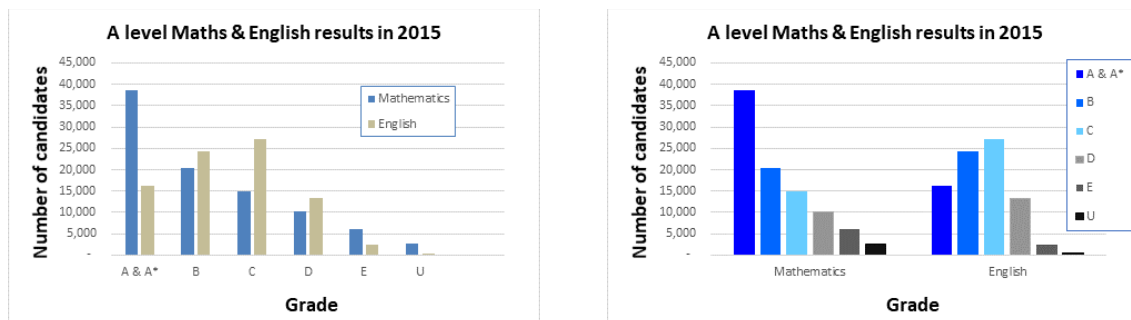 A level Maths & English results in 2015
Number of candidates
45,000
40,000
35,000
30,000
25,000
20,000
15,000
10,000
5,000
-
Mathematics
English
A & A* B C D E U
Grade
A level Maths & English results in 2015
Number of candidates
45,000
40,000
35,000
30,000
25,000
20,000
15,000
10,000
5,000
-
A & A*
B
C
D
E
U
Mathematics English
Grade